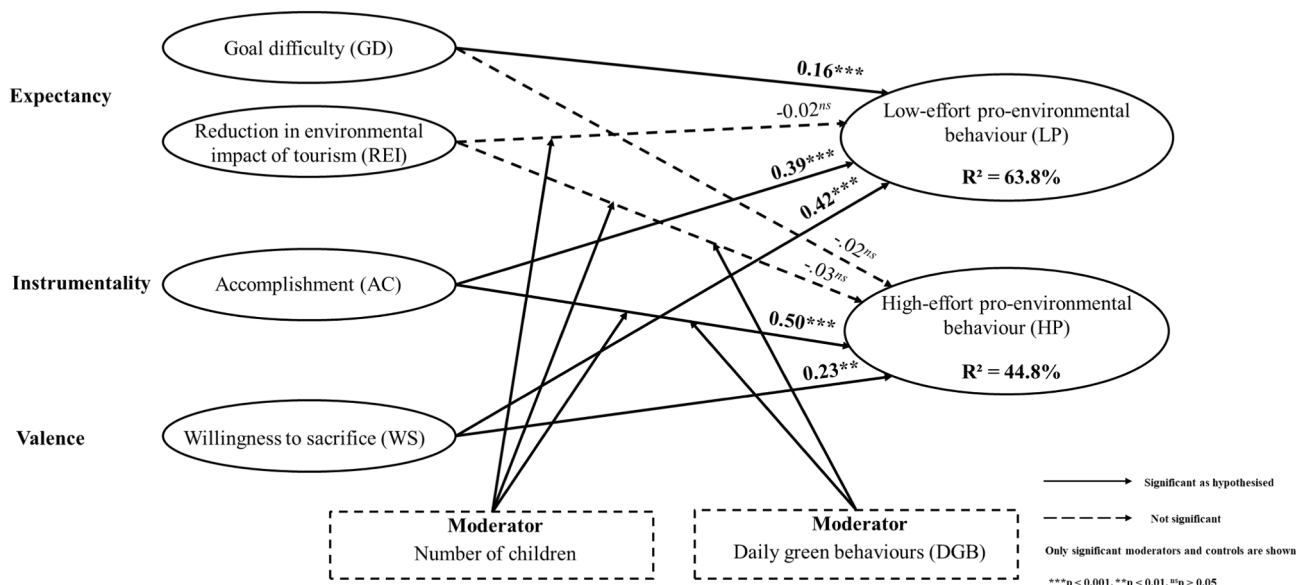 Expectancy
Instrumentality
Valence
Goal difficulty (GD)
Reduction in environmental
impact of tourism (REI)
Accomplishment (AC)
Willingness to sacrifice (WS)
0.16***
-0.02ns
0.39***
0.42***
-.02ns
-.03ns
0.50***
0.23**
Low-effort pro-environmental
behaviour (LP)
R² = 63.8%
High-effort pro-environmental
behaviour (HP)
R² = 44.8%
Moderator
Number of children
Moderator
Daily green behaviours (DGB)
Significant as hypothesised
Not significant
Only significant moderators and controls are shown
***p < 0.001, **p < 0.01, nsp > 0.05